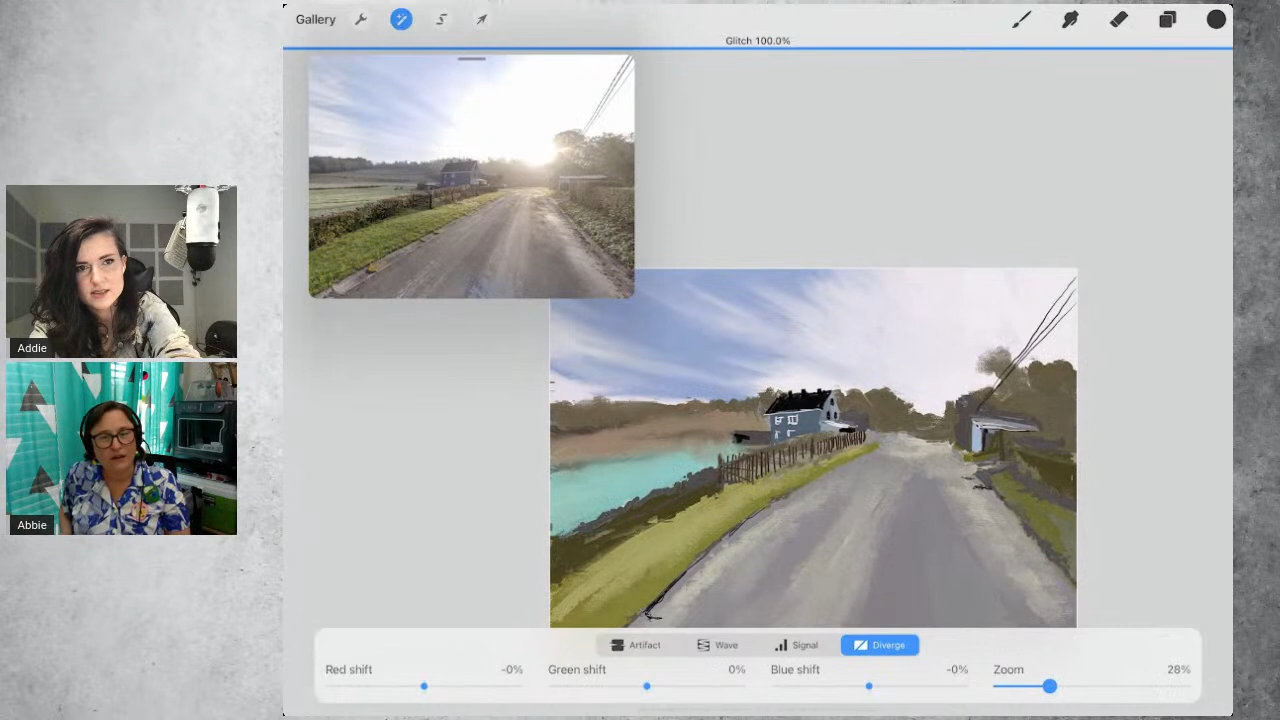 Gallery
Glitch 100.0%
Addie
Abbie
Artifact Wave Signal Diverge
Red shift -0% Green shift 0% Blue shift -0% Zoom 28%